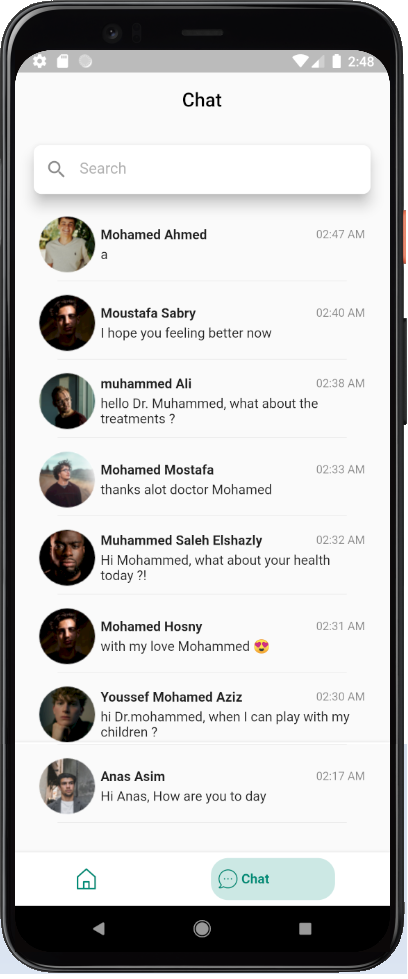 2:48
Chat
Search
Mohamed Ahmed 02:47 AM
a
Moustafa Sabry 02:40 AM
I hope you feeling better now
muhammed Ali 02:38 AM
hello Dr. Muhammed, what about the
treatments ?
Mohamed Mostafa 02:33 AM
thanks alot doctor Mohamed
Muhammed Saleh Elshazly 02:32 AM
Hi Mohammed, what about your health
today ?!
Mohamed Hosny 02:31 AM
with my love Mohammed 😍
Youssef Mohamed Aziz 02:30 AM
hi Dr.mohammed, when I can play with my
children ?
Anas Asim 02:17 AM
Hi Anas, How are you to day
Chat